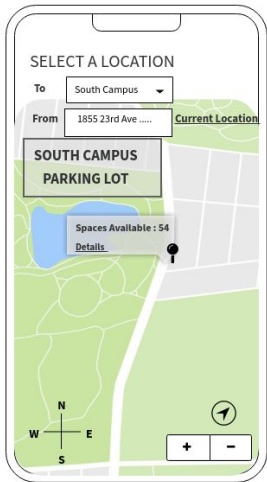 SELECT A LOCATION
To South Campus
From 1855 23rd Ave ..... Current Location
SOUTH CAMPUS
PARKING LOT
Spaces Available : 54
Details
N
W E
S
+ -